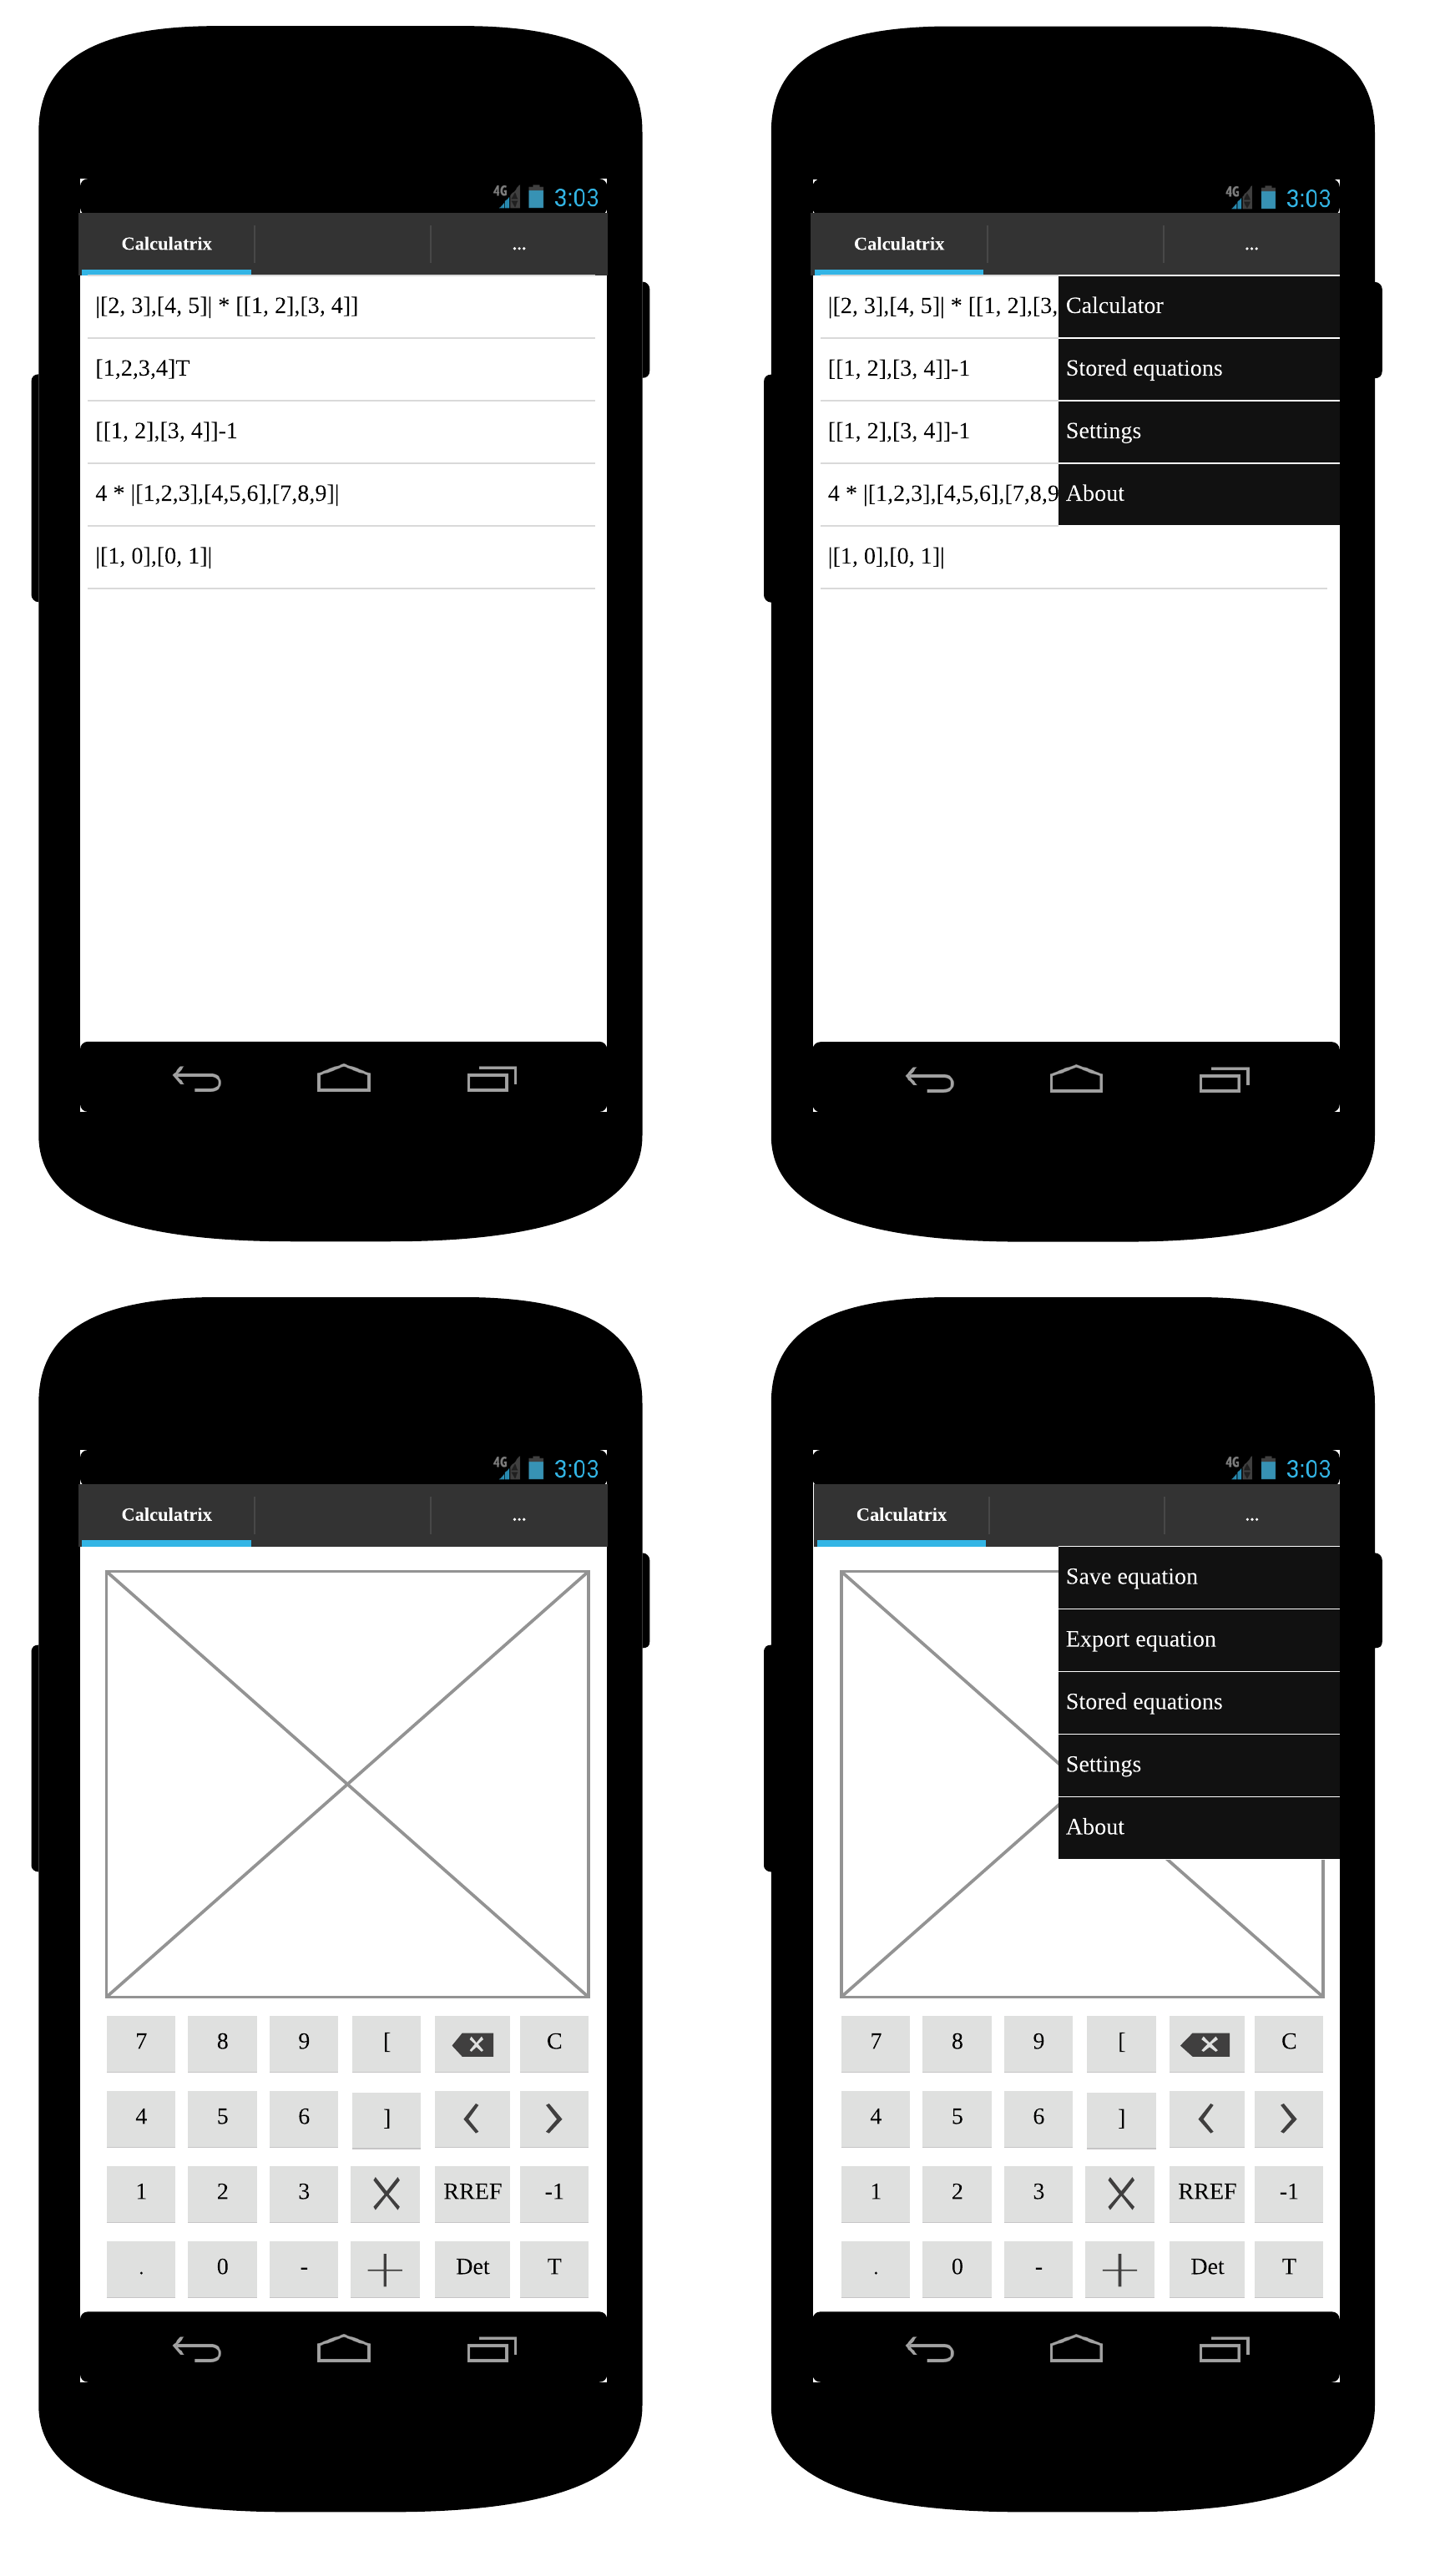 4G 3:03
Calculatrix ...
|[2, 3],[4, 5]| * [[1, 2],[3, 4]]
[1,2,3,4]T
[[1, 2],[3, 4]]-1
4 * |[1,2,3],[4,5,6],[7,8,9]|
|[1, 0],[0, 1]|
4G 3:03
Calculatrix ...
|[2, 3],[4, 5]| * [[1, 2],[3, Calculator
[[1, 2],[3, 4]]-1 Stored equations
[[1, 2],[3, 4]]-1 Settings
4 * |[1,2,3],[4,5,6],[7,8,9 About
|[1, 0],[0, 1]|
4G 3:03
Calculatrix ...
7 8 9 [ C
4 5 6 ]
1 2 3 RREF -1
. 0 - Det T
4G 3:03
Calculatrix ...
Save equation
Export equation
Stored equations
Settings
About
7 8 9 [ C
4 5 6 ]
1 2 3 RREF -1
. 0 - Det T